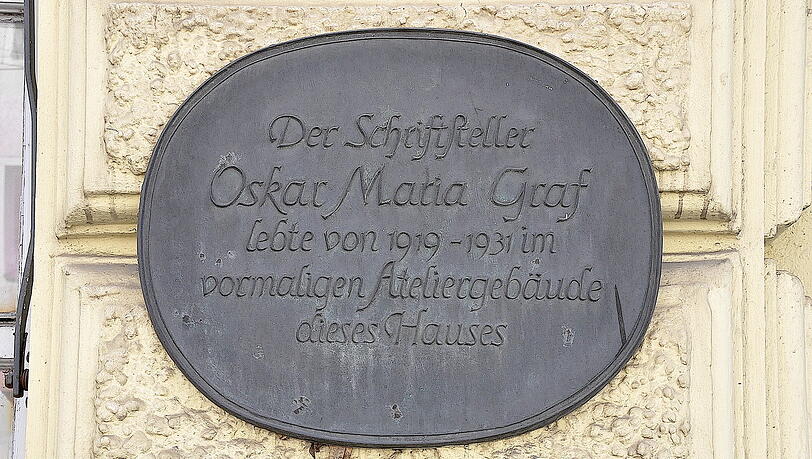 Der Schriftsteller
Oskar Maria Graf
lebte von 1919 - 1931 im
vormaligen Ateliergebäude
dieses Hauses